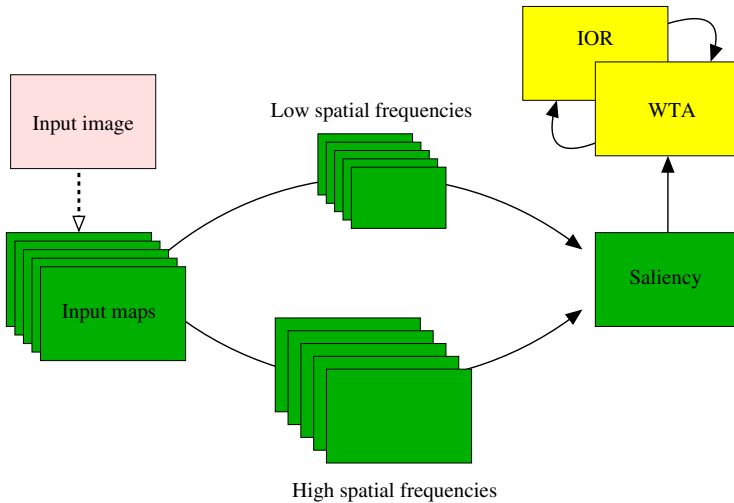 IOR
WTA
Input image
Low spatial frequencies
Saliency
Input maps
High spatial frequencies